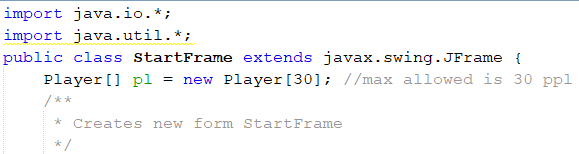 import java.io.*;
import java.util.*;
public class StartFrame extends javax.swing.JFrame {
Player[] pl = new Player[30]; //max allowed is 30 ppl
/**
* Creates new form StartFrame
*/